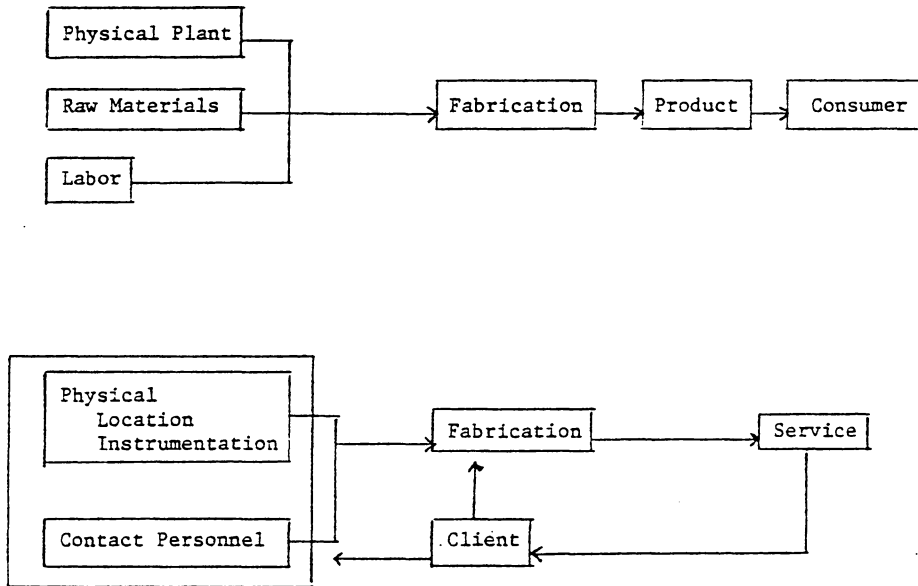 Physical Plant
Raw Materials
Labor
Fabrication
Product
Consumer
Physical
Location
Instrumentation
Contact Personnel
Fabrication
Client
Service